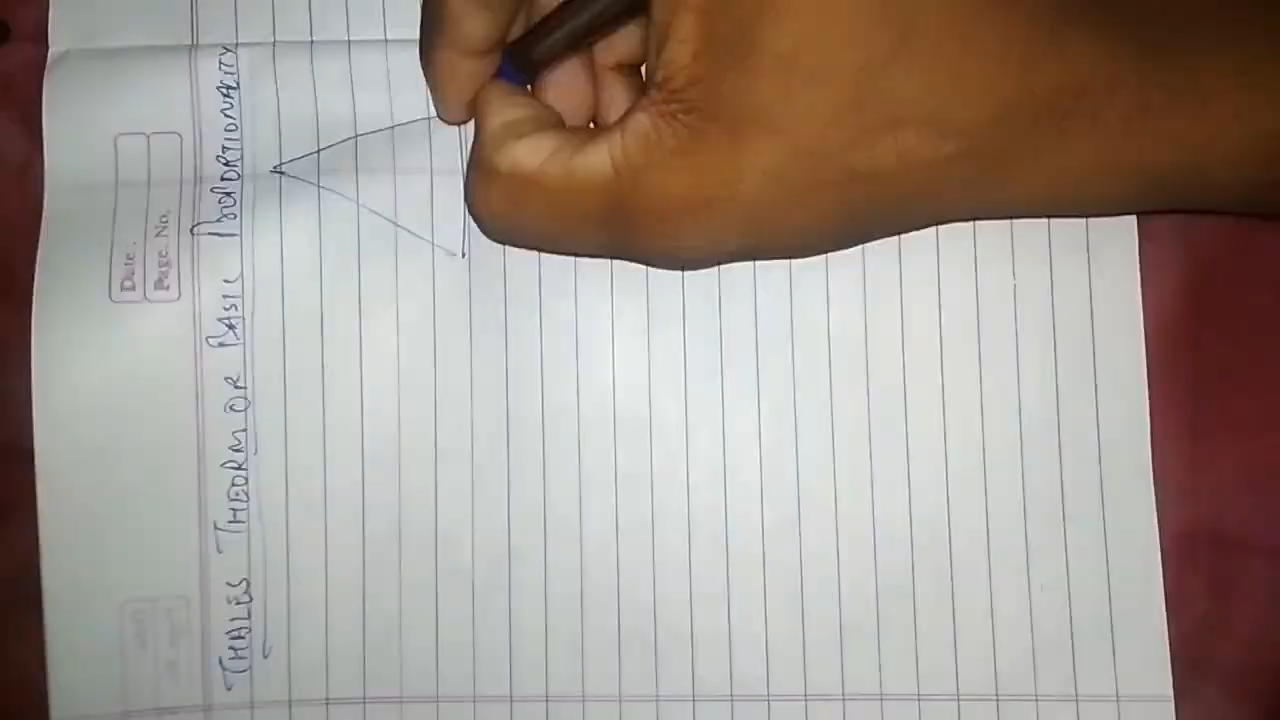 Date.
Page No.
THALES THEORM OR BASIC PROPORTIONALITY